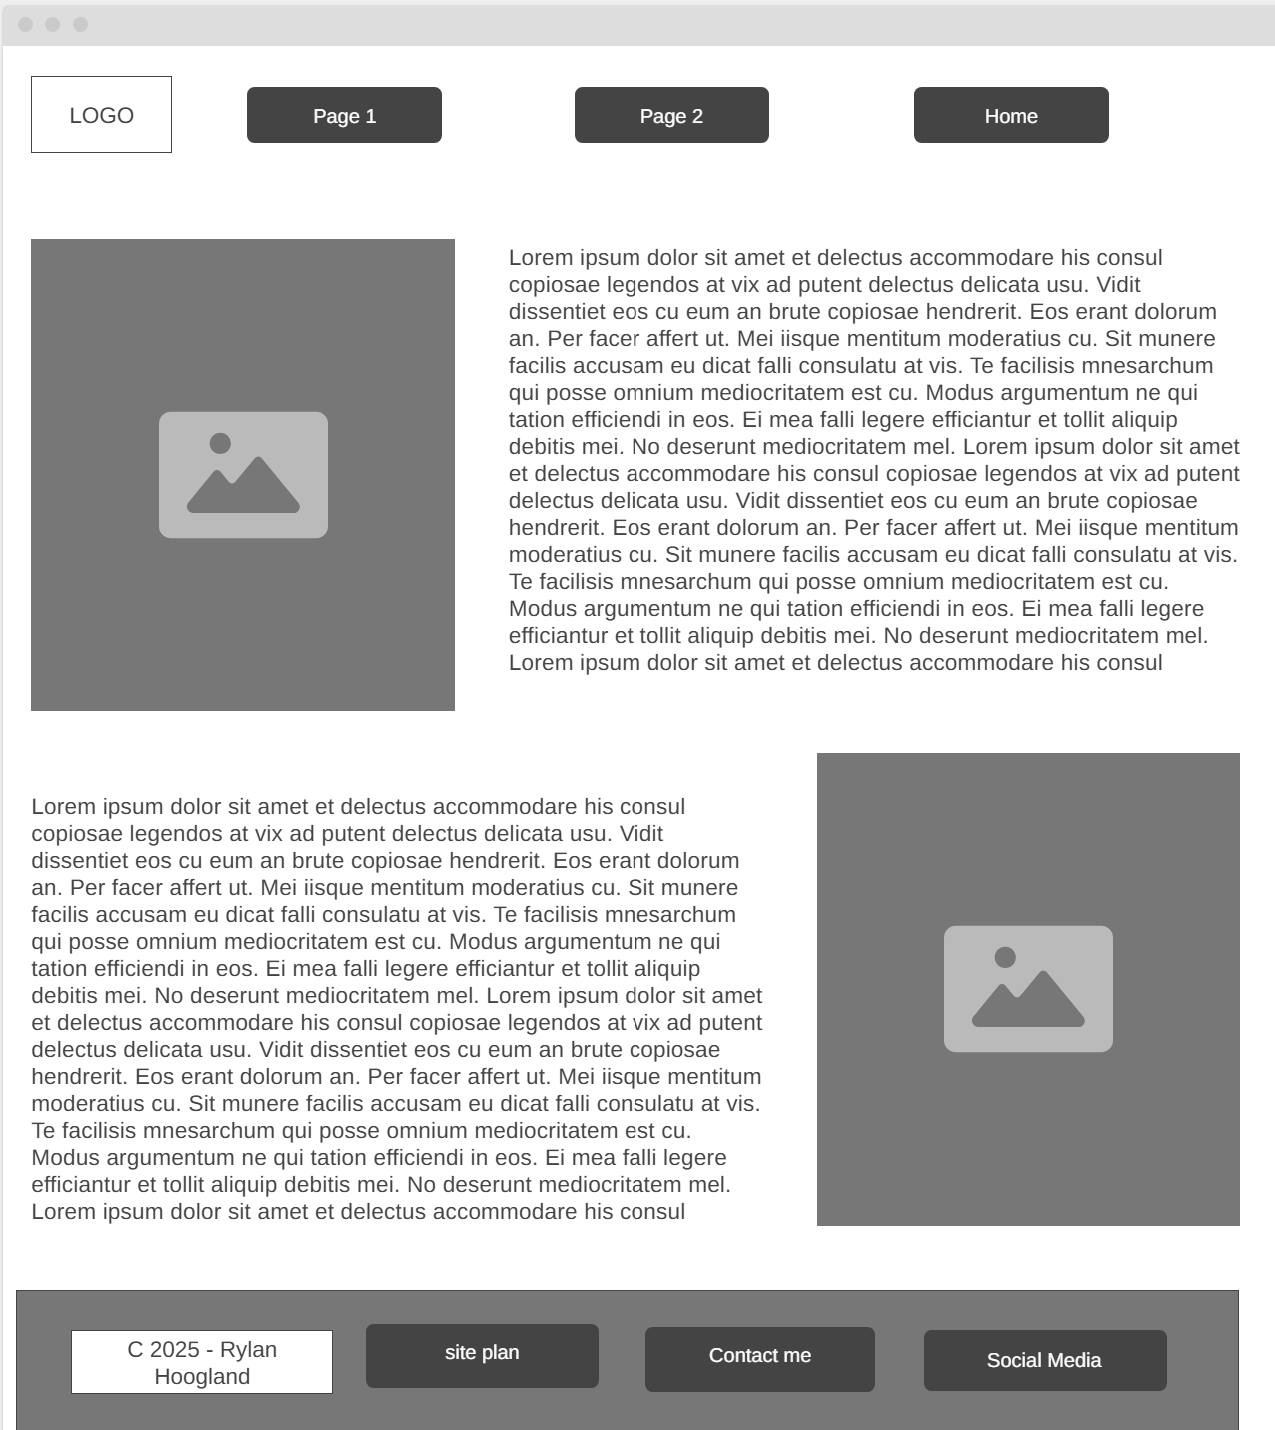 LOGO
Page 1
Page 2
Home
Lorem ipsum dolor sit amet et delectus accommodare his consul
copiosae legendos at vix ad putent delectus delicata usu. Vidit
dissentiet eos cu eum an brute copiosae hendrerit. Eos erant dolorum
an. Per facer affert ut. Mei iisque mentitum moderatius cu. Sit munere
facilis accusam eu dicat falli consulatu at vis. Te facilisis mnesarchum
qui posse omnium mediocritatem est cu. Modus argumentum ne qui
tation efficiendi in eos. Ei mea falli legere efficiantur et tollit aliquip
debitis mei. No deserunt mediocritatem mel. Lorem ipsum dolor sit amet
et delectus accommodare his consul copiosae legendos at vix ad putent
delectus delicata usu. Vidit dissentiet eos cu eum an brute copiosae
hendrerit. Eos erant dolorum an. Per facer affert ut. Mei iisque mentitum
moderatius cu. Sit munere facilis accusam eu dicat falli consulatu at vis.
Te facilisis mnesarchum qui posse omnium mediocritatem est cu.
Modus argumentum ne qui tation efficiendi in eos. Ei mea falli legere
efficiantur et tollit aliquip debitis mei. No deserunt mediocritatem mel.
Lorem ipsum dolor sit amet et delectus accommodare his consul
Lorem ipsum dolor sit amet et delectus accommodare his consul
copiosae legendos at vix ad putent delectus delicata usu. Vidit
dissentiet eos cu eum an brute copiosae hendrerit. Eos erant dolorum
an. Per facer affert ut. Mei iisque mentitum moderatius cu. Sit munere
facilis accusam eu dicat falli consulatu at vis. Te facilisis mnesarchum
qui posse omnium mediocritatem est cu. Modus argumentum ne qui
tation efficiendi in eos. Ei mea falli legere efficiantur et tollit aliquip
debitis mei. No deserunt mediocritatem mel. Lorem ipsum dolor sit amet
et delectus accommodare his consul copiosae legendos at vix ad putent
delectus delicata usu. Vidit dissentiet eos cu eum an brute copiosae
hendrerit. Eos erant dolorum an. Per facer affert ut. Mei iisque mentitum
moderatius cu. Sit munere facilis accusam eu dicat falli consulatu at vis.
Te facilisis mnesarchum qui posse omnium mediocritatem est cu.
Modus argumentum ne qui tation efficiendi in eos. Ei mea falli legere
efficiantur et tollit aliquip debitis mei. No deserunt mediocritatem mel.
Lorem ipsum dolor sit amet et delectus accommodare his consul
C 2025 - Rylan
Hoogland
site plan
Contact me
Social Media